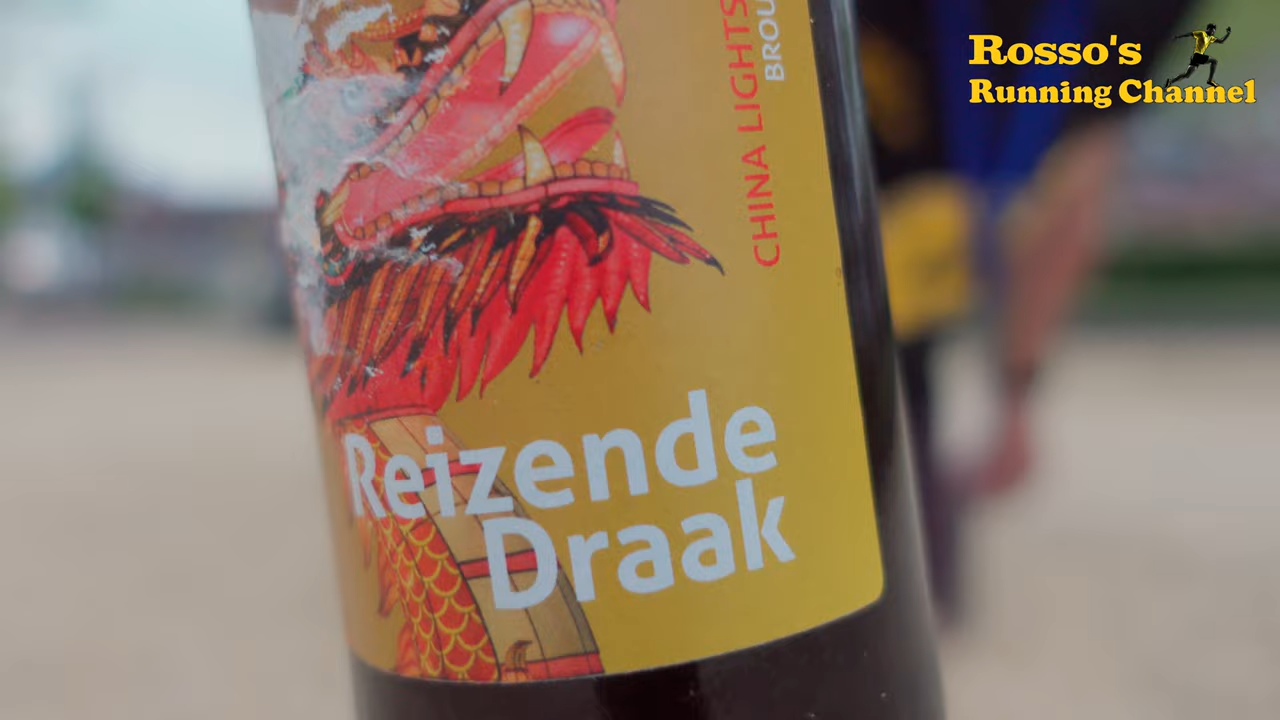 CHINA LIGHTS
BROU
Reizende
Draak
Rosso's
Running Channel